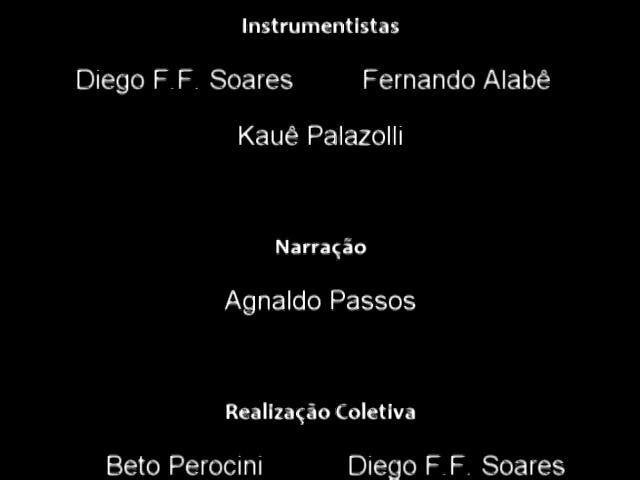 Instrumentistas
Diego F.F. Soares Fernando Alabê
Kauê Palazolli
Narração
Agnaldo Passos
Realização Coletiva
Beto Perocini Diego F.F. Soares